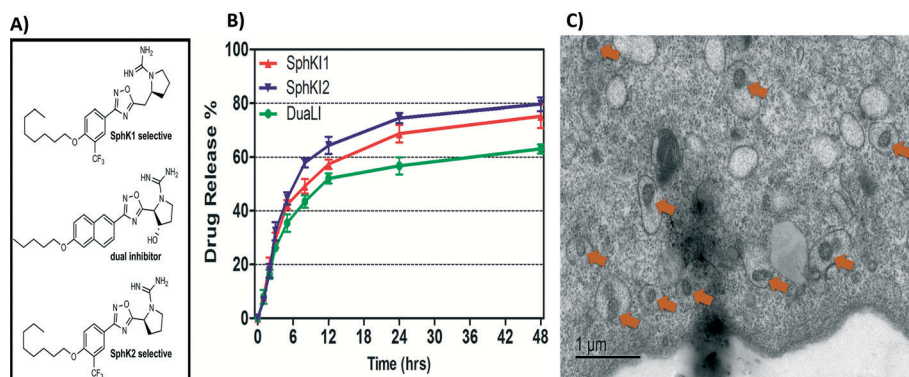 A)
NH2
IH
N
N-O
N
O
CF3
SphK1 selective
NH2
HN
N
N-O
N
O
HO
dual inhibitor
NH2
HN
N
N-O
N
O
CF3
SphK2 selective
B)
100
80
60
40
20
0
Drug Release %
SphKI1
SphKI2
DuaLI
0 6 12 18 24 30 36 42 48
Time (hrs)
C)
1 µm